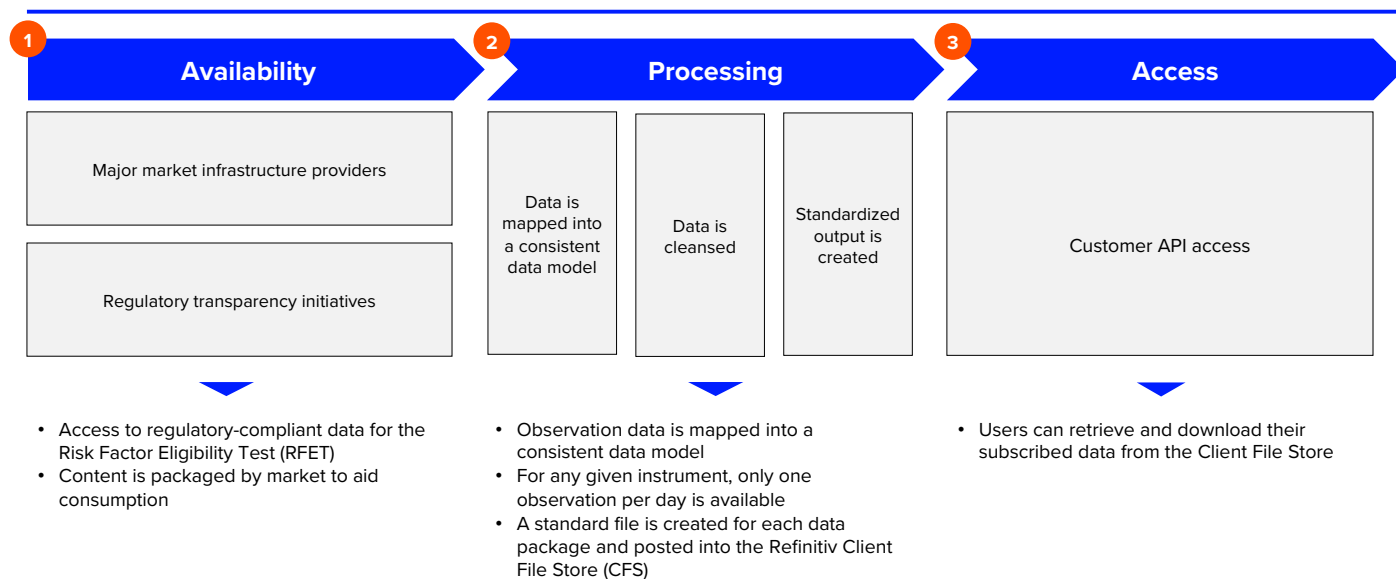 1
Availability
2
Processing
3
Access
Major market infrastructure providers
Regulatory transparency initiatives
Data is
mapped into
a consistent
data model
Data is
cleansed
Standardized
output is
created
Customer API access
• Access to regulatory-compliant data for the
Risk Factor Eligibility Test (RFET)
• Content is packaged by market to aid
consumption
• Observation data is mapped into a
consistent data model
• For any given instrument, only one
observation per day is available
• A standard file is created for each data
package and posted into the Refinitiv Client
File Store (CFS)
• Users can retrieve and download their
subscribed data from the Client File Store